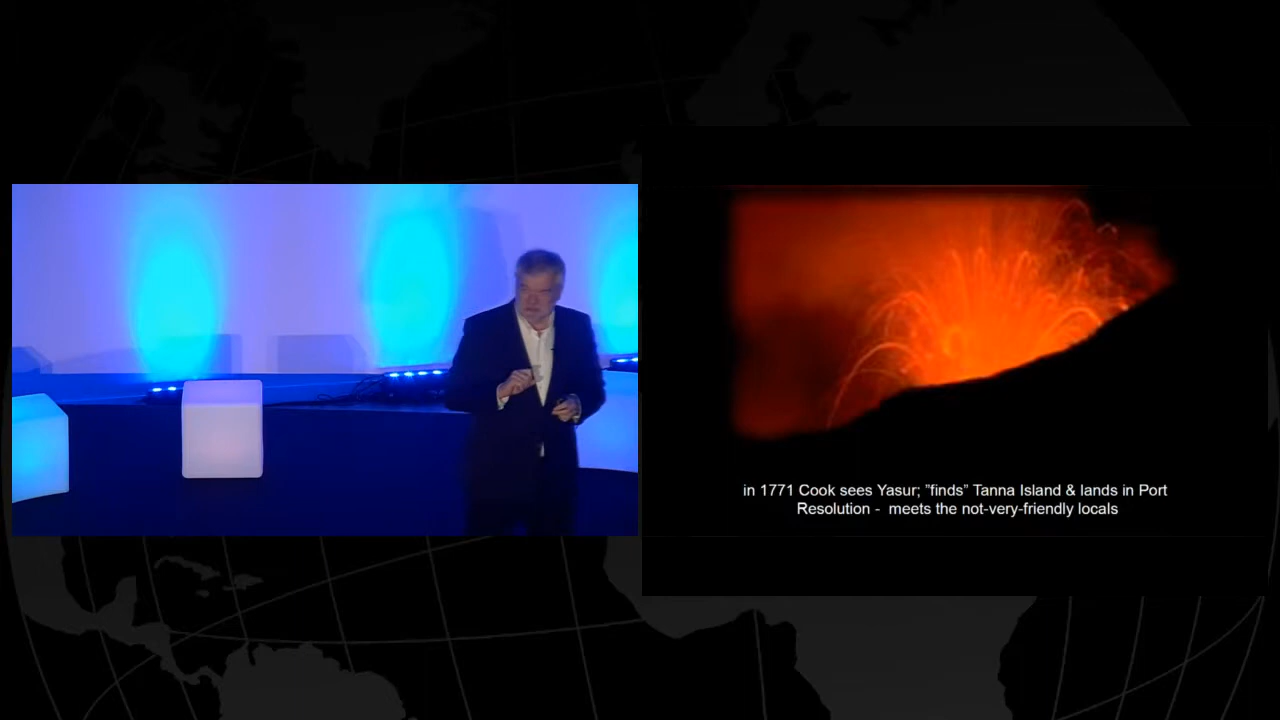 in 1771 Cook sees Yasur; ”finds” Tanna Island & lands in Port
Resolution -  meets the not-very-friendly locals